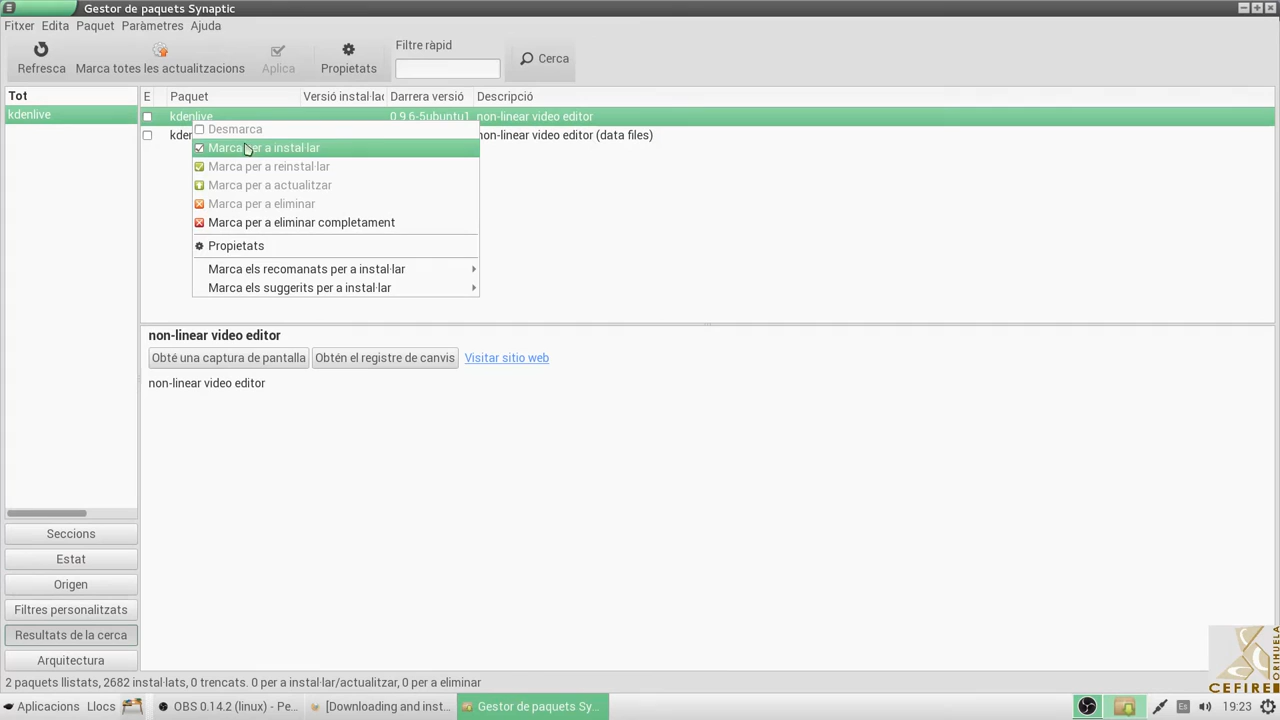 Gestor de paquets Synaptic
Fitxer Edita Paquet Paràmetres Ajuda
Refresca
Marca totes les actualitzacions
Aplica
Propietats
Filtre ràpid
Cerca
Tot
kdenlive
E Paquet Versió instal·lac Darrera versió Descripció
kdenlive 0.9.6-5ubuntu1 non-linear video editor
kden non-linear video editor (data files)
Desmarca
Marca per a instal·lar
Marca per a reinstal·lar
Marca per a actualitzar
Marca per a eliminar
Marca per a eliminar completament
Propietats
Marca els recomanats per a instal·lar
Marca els suggerits per a instal·lar
non-linear video editor
Obté una captura de pantalla Obtén el registre de canvis Visitar sitio web
non-linear video editor
Seccions
Estat
Origen
Filtres personalitzats
Resultats de la cerca
Arquitectura
2 paquets llistats, 2682 instal·lats, 0 trencats. 0 per a instal·lar/actualitzar, 0 per a eliminar
CEFIRE
ORIHUELA
Aplicacions Llocs OBS 0.14.2 (linux) - Pe... [Downloading and inst... Gestor de paquets Sy... Es 19:23